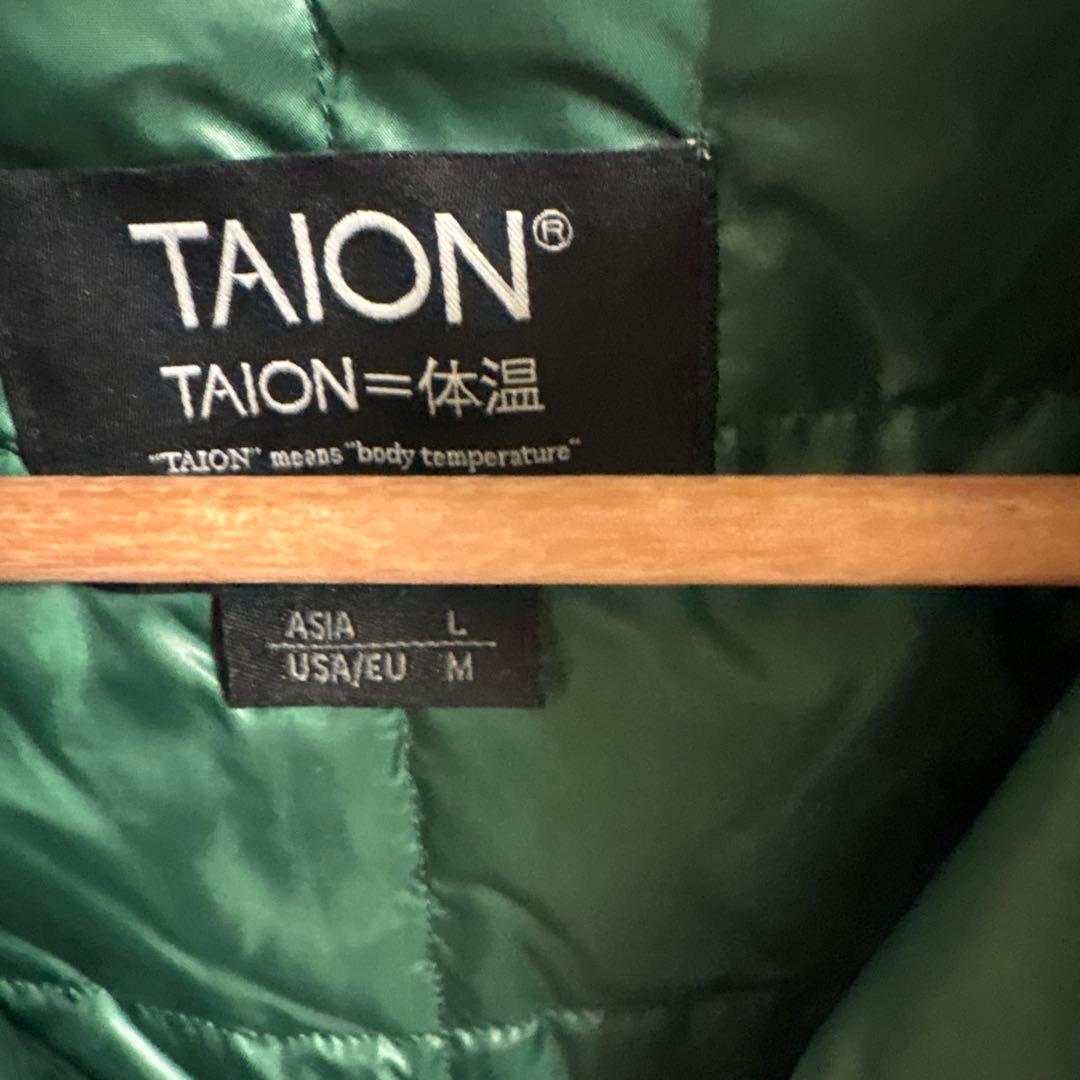 TAION®
TAION=体温
"TAION" means "body temperature"
ASIA L
USA/EU M